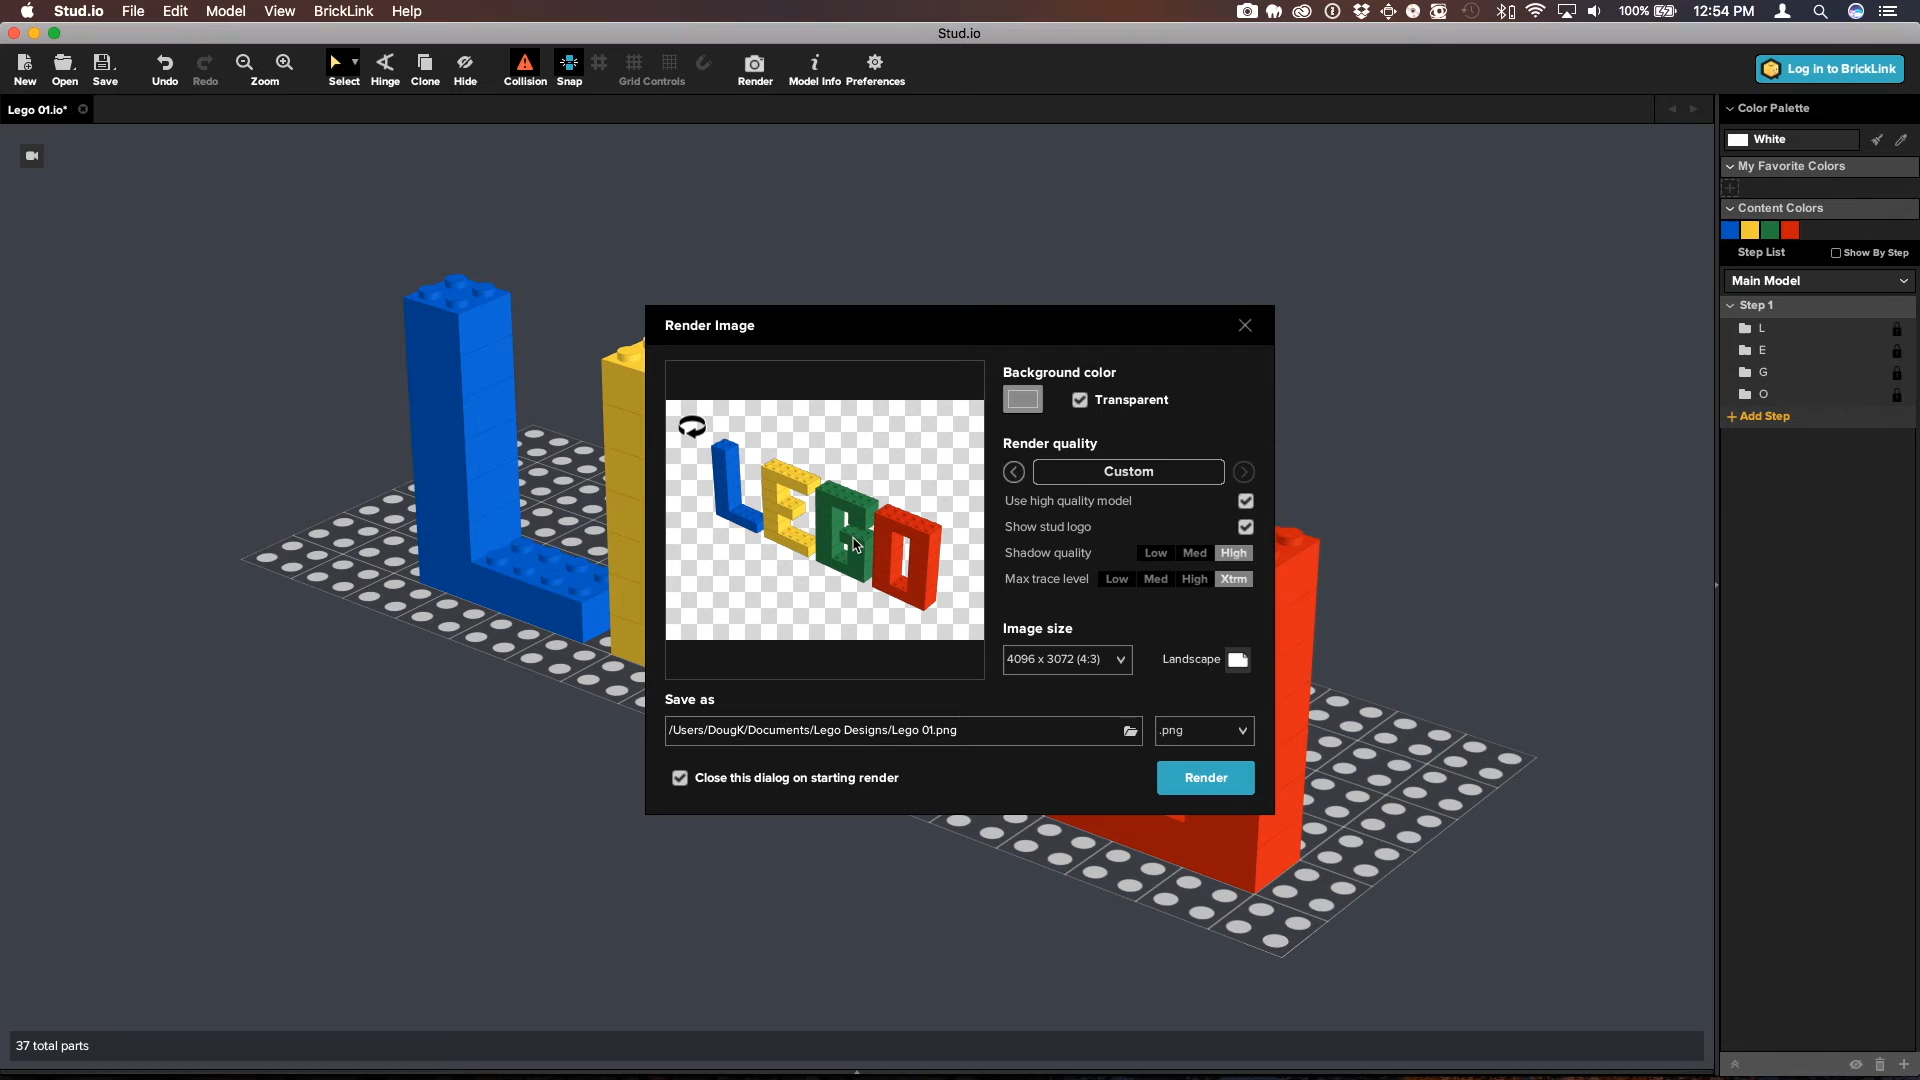 Stud.io File Edit Model View BrickLink Help 100% 12:54 PM
Stud.io
New Open Save Undo Redo Zoom Select Hinge Clone Hide Collision Snap Grid Controls Render Model Info Preferences Log in to BrickLink
Lego 01.io*
Color Palette
White
My Favorite Colors
Content Colors
Step List Show By Step
Main Model
Step 1
L
E
G
O
+ Add Step
Render Image
Background color
Transparent
Render quality
Custom
Use high quality model
Show stud logo
Shadow quality Low Med High
Max trace level Low Med High Xtrm
Image size
4096 x 3072 (4:3) Landscape
Save as
/Users/DougK/Documents/Lego Designs/Lego 01.png .png
Close this dialog on starting render Render
37 total parts